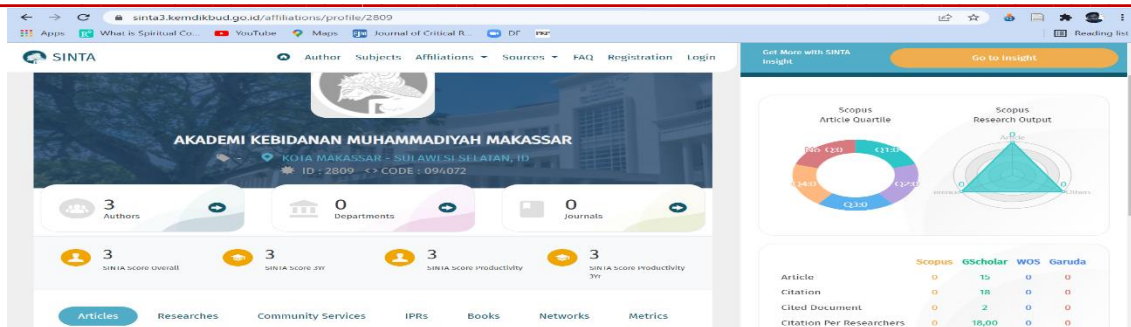 sinta3.kemdikbud.go.id/affiliations/profile/2809
Apps What is Spiritual Co... YouTube Maps Journal of Critical R... Reading list
SINTA Author Subjects Affiliations Sources FAQ Registration Login
AKADEMI KEBIDANAN MUHAMMADIYAH MAKASSAR
KOTA MAKASSAR - SULAWESI SELATAN, ID
ID : 2809 <> CODE : 094072
3
Authors
0
Departments
0
Journals
3
SINTA Score Overall
3
SINTA Score 3Yr
3
SINTA Score Productivity
3
SINTA Score Productivity
3Yr
Articles Researches Community Services IPRs Books Networks Metrics
Get More with SINTA
Insight
Go to Insight
Scopus
Article Quartile
No Q:0 Q1:0
Q4:0 Q2:0
Q3:0
Scopus
Research Output
0
Article
0 0
Scopus GScholar WOS Garuda
Article 0 15 0 0
Citation 0 18 0 0
Cited Document 0 2 0 0
Citation Per Researchers 0 18,00 0 0